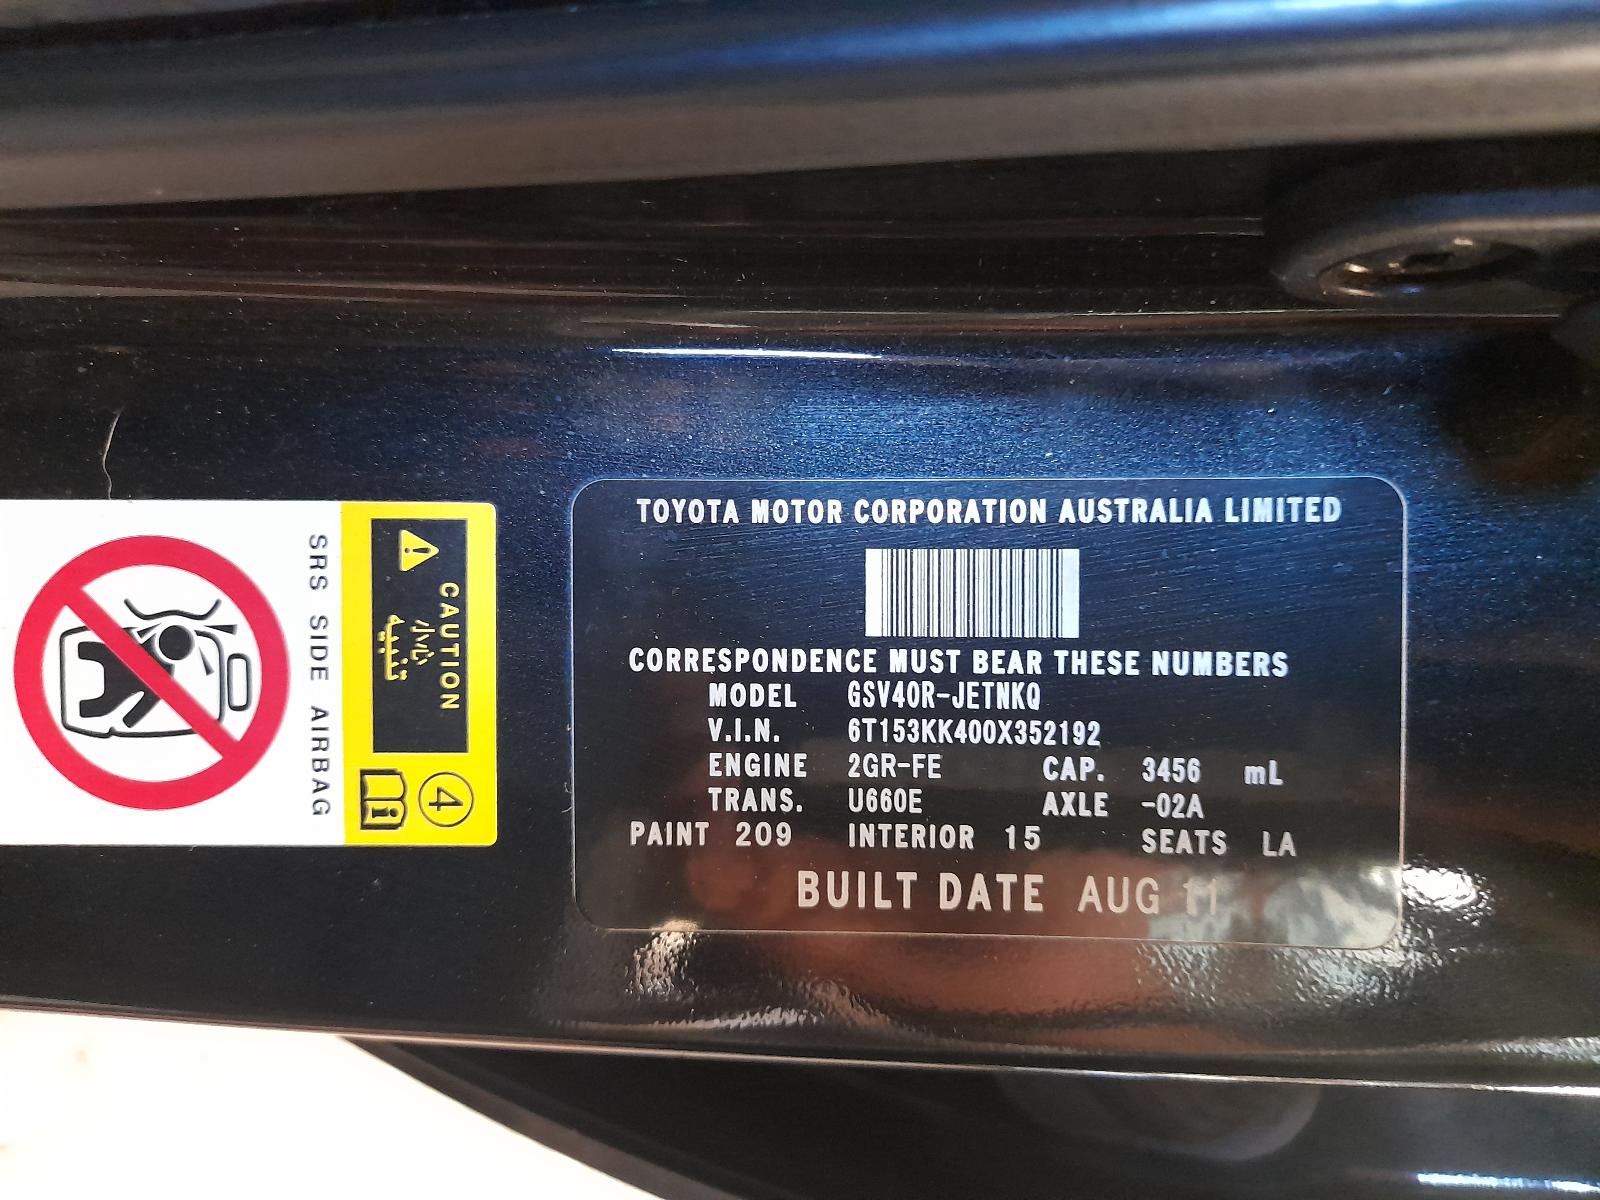 TOYOTA MOTOR CORPORATION AUSTRALIA LIMITED
CORRESPONDENCE MUST BEAR THESE NUMBERS
MODEL GSV40R-JETNKQ
V.I.N. 6T153KK400X352192
ENGINE 2GR-FE CAP. 3456 mL
TRANS. U660E AXLE -02A
PAINT 209 INTERIOR 15 SEATS LA
BUILT DATE AUG 11
CAUTION
تنبيه
4
SRS SIDE AIRBAG